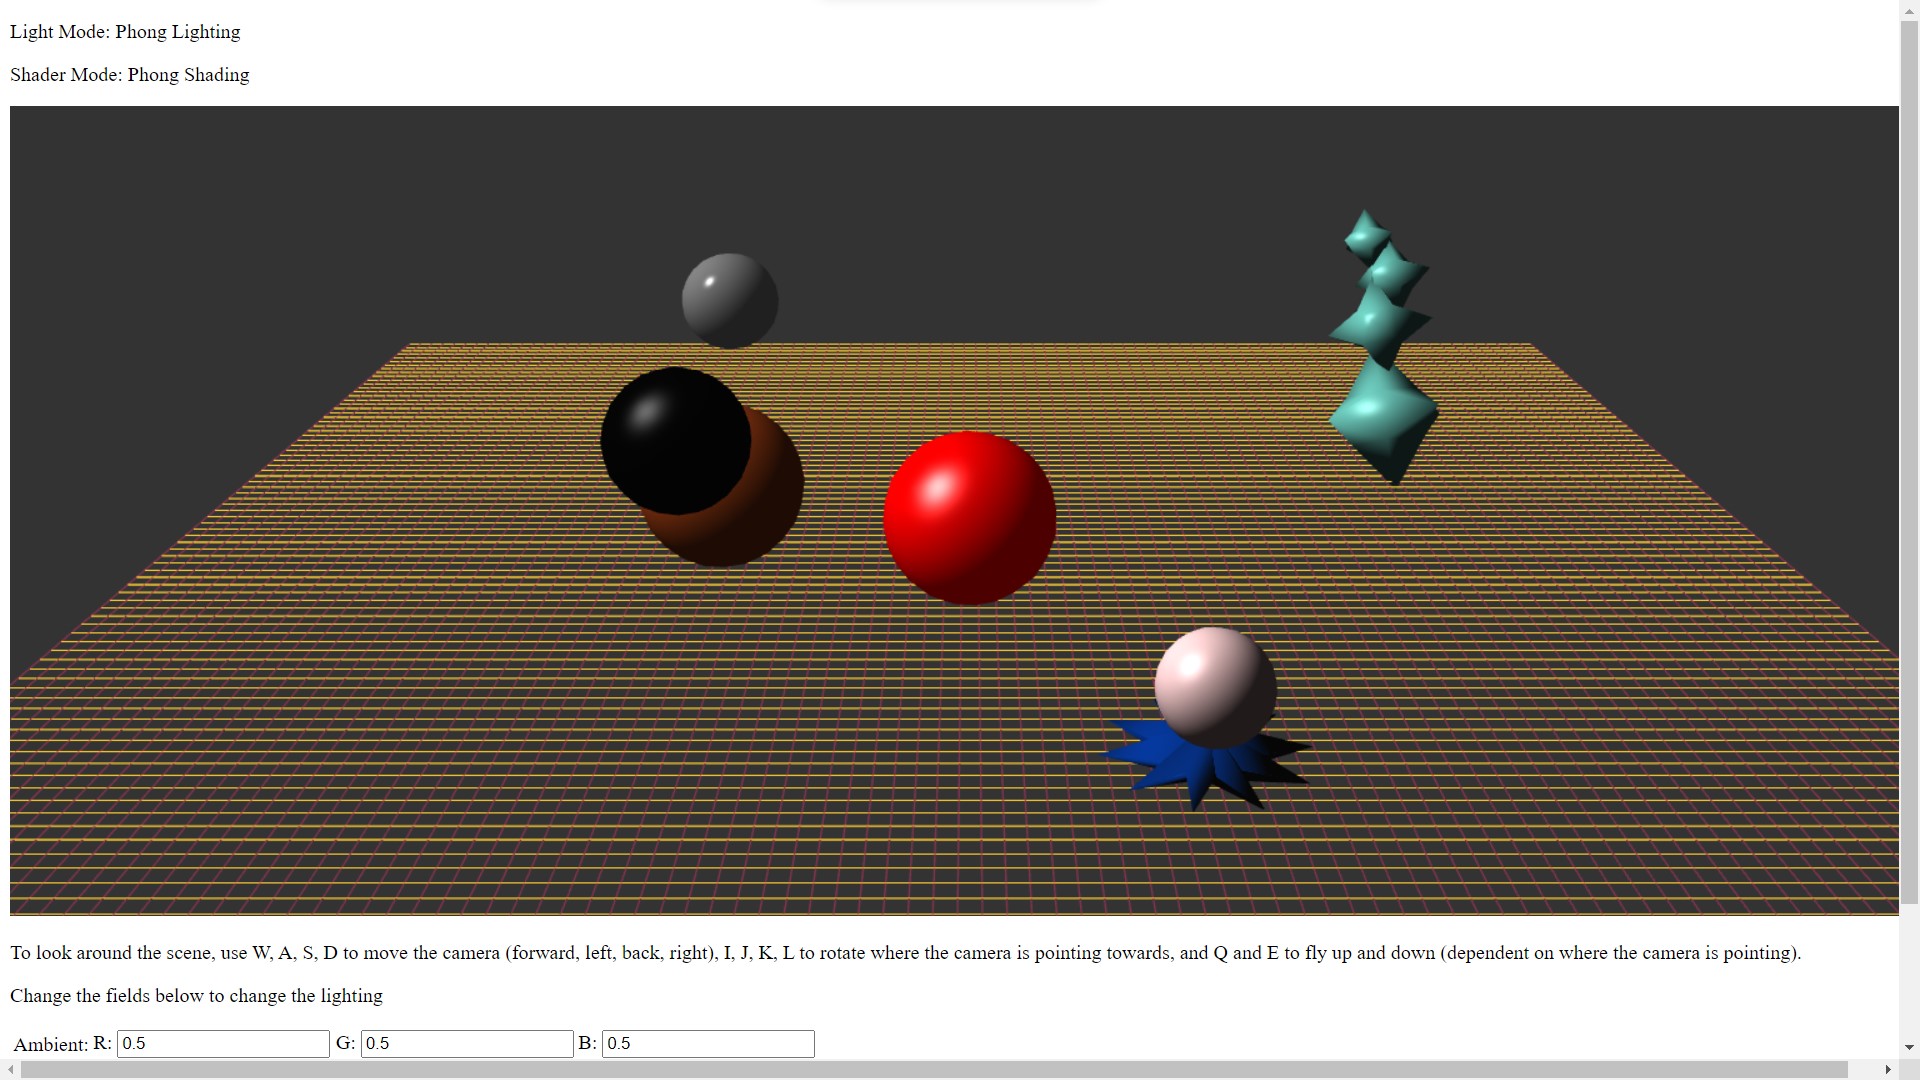 Light Mode: Phong Lighting
Shader Mode: Phong Shading
To look around the scene, use W, A, S, D to move the camera (forward, left, back, right), I, J, K, L to rotate where the camera is pointing towards, and Q and E to fly up and down (dependent on where the camera is pointing).
Change the fields below to change the lighting
Ambient: R: 0.5 G: 0.5 B: 0.5